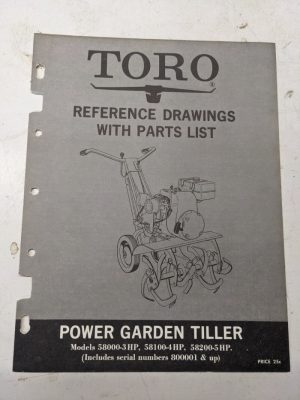 TORO
®
REFERENCE DRAWINGS
WITH PARTS LIST
POWER GARDEN TILLER
Models 58000-3HP, 58100-4HP, 58200-5HP.
(Includes serial numbers 800001 & up)
PRICE 25¢